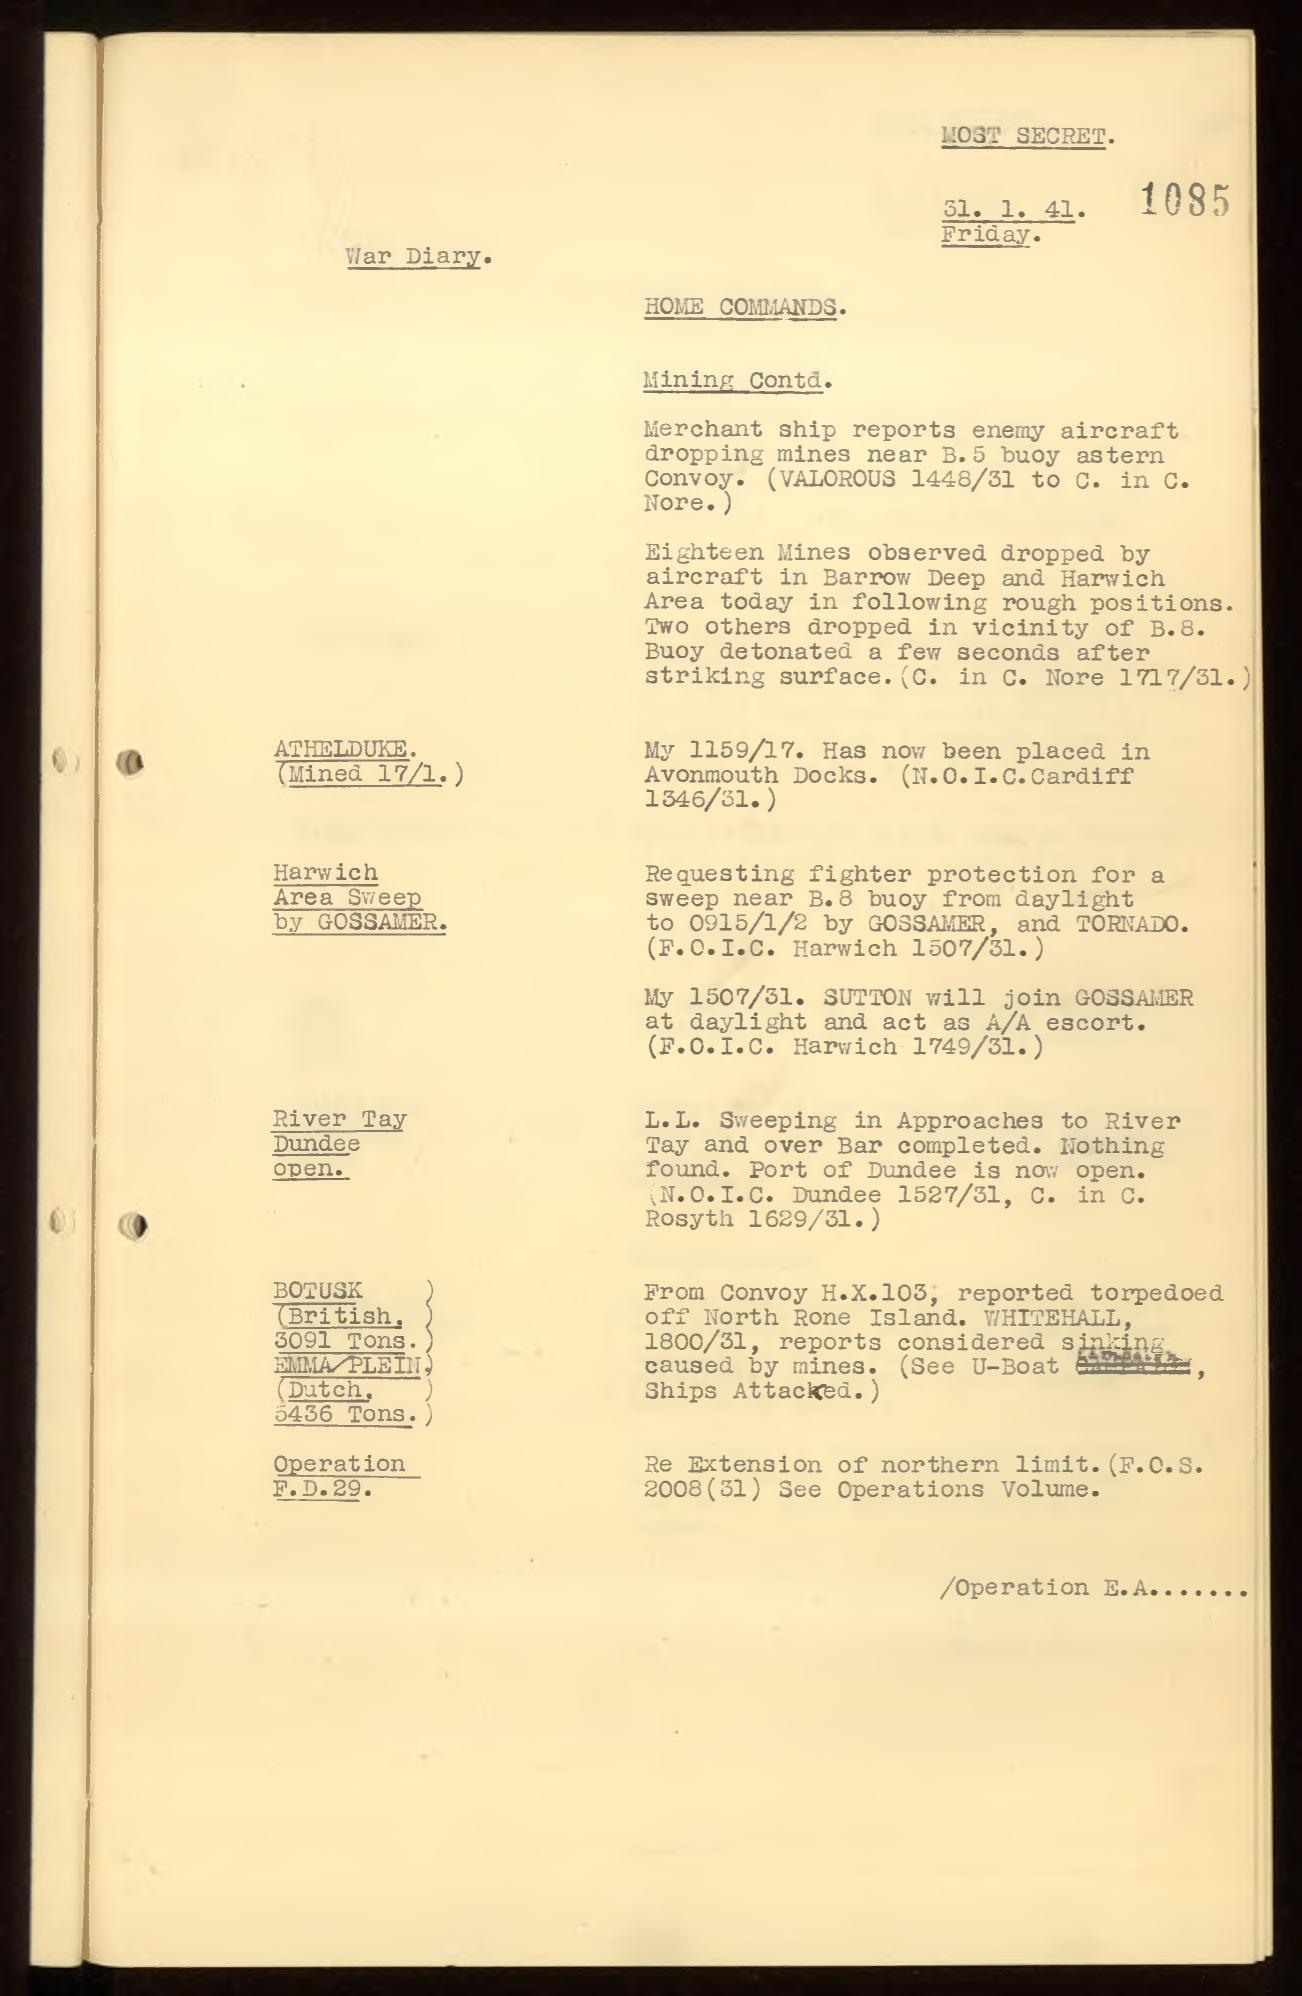 MOST SECRET.
31. 1. 41.
1085
Friday.
War Diary.
HOME COMMANDS.
Mining Contd.
Merchant ship reports enemy aircraft
dropping mines near B.5 buoy astern
Convoy. (VALOROUS 1448/31 to C. in C.
Nore.)
Eighteen Mines observed dropped by
aircraft in Barrow Deep and Harwich
Area today in following rough positions.
Two others dropped in vicinity of B.8.
Buoy detonated a few seconds after
striking surface. (C. in C. Nore 1717/31.)
ATHELDUKE.
(Mined 17/1.)
My 1159/17. Has now been placed in
Avonmouth Docks. (N.O.I.C.Cardiff
1346/31.)
Harwich
Area Sweep
by GOSSAMER.
Requesting fighter protection for a
sweep near B.8 buoy from daylight
to 0915/1/2 by GOSSAMER, and TORNADO.
(F.O.I.C. Harwich 1507/31.)
My 1507/31. SUTTON will join GOSSAMER
at daylight and act as A/A escort.
(F.O.I.C. Harwich 1749/31.)
River Tay
Dundee
open.
L.L. Sweeping in Approaches to River
Tay and over Bar completed. Nothing
found. Port of Dundee is now open.
(N.O.I.C. Dundee 1527/31, C. in C.
Rosyth 1629/31.)
BOTUSK )
(British, )
3091 Tons.)
EMMA/PLEIN)
(Dutch, )
5436 Tons.)
From Convoy H.X.103, reported torpedoed
off North Rone Island. WHITEHALL,
1800/31, reports considered sinking
caused by mines. (See U-Boat ,
Ships Attacked.)
Operation
F.D.29.
Re Extension of northern limit. (F.O.S.
2008(31) See Operations Volume.
/Operation E.A.......